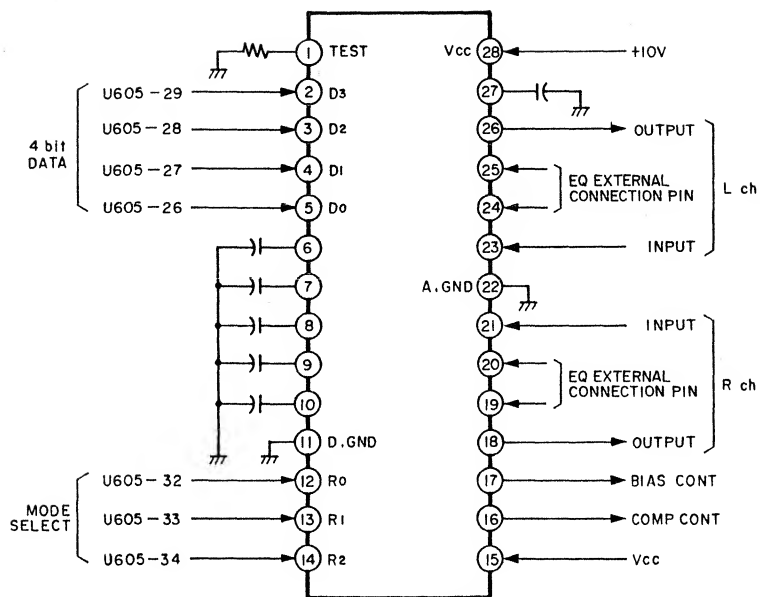 1 TEST
Vcc 28 +10V
U605-29 2 D3
27
U605-28 3 D2
26 OUTPUT
4 bit
DATA
U605-27 4 D1
25
EQ EXTERNAL
CONNECTION PIN
L ch
U605-26 5 D0
24
6
23 INPUT
7
A.GND 22
8
21 INPUT
9
20
EQ EXTERNAL
CONNECTION PIN
R ch
10
19
11 D.GND
18 OUTPUT
U605-32 12 R0
17 BIAS CONT
MODE
SELECT
U605-33 13 R1
16 COMP CONT
U605-34 14 R2
15 Vcc